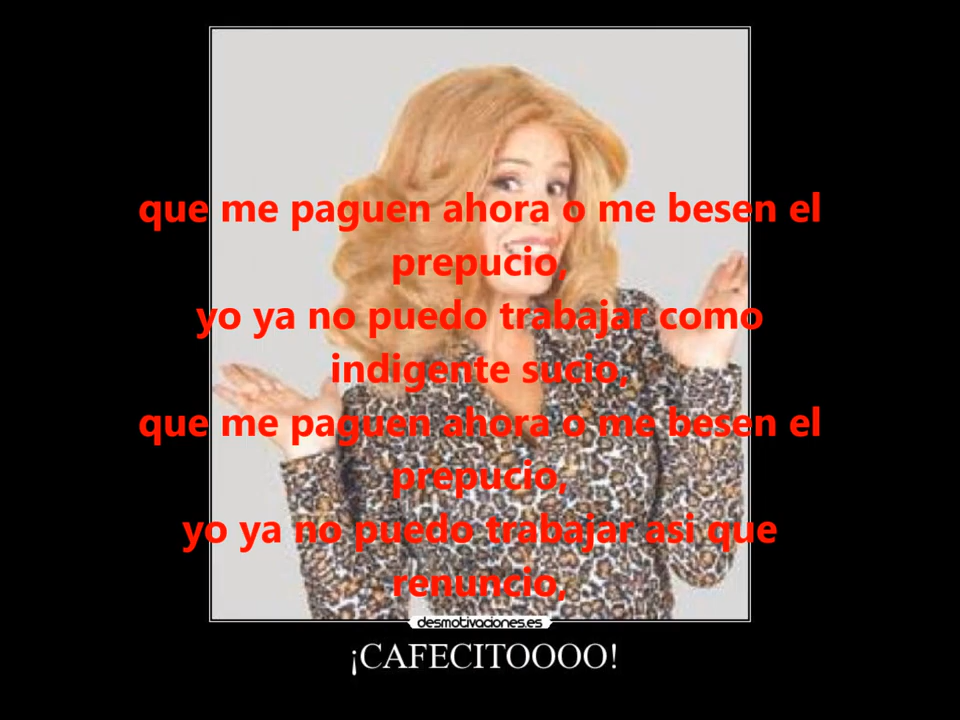 que me paguen ahora o me besen el
prepucio,
yo ya no puedo trabajar como
indigente sucio,
que me paguen ahora o me besen el
prepucio,
yo ya no puedo trabajar asi que
renuncio,
desmotivaciones.es
¡CAFECITOOOO!